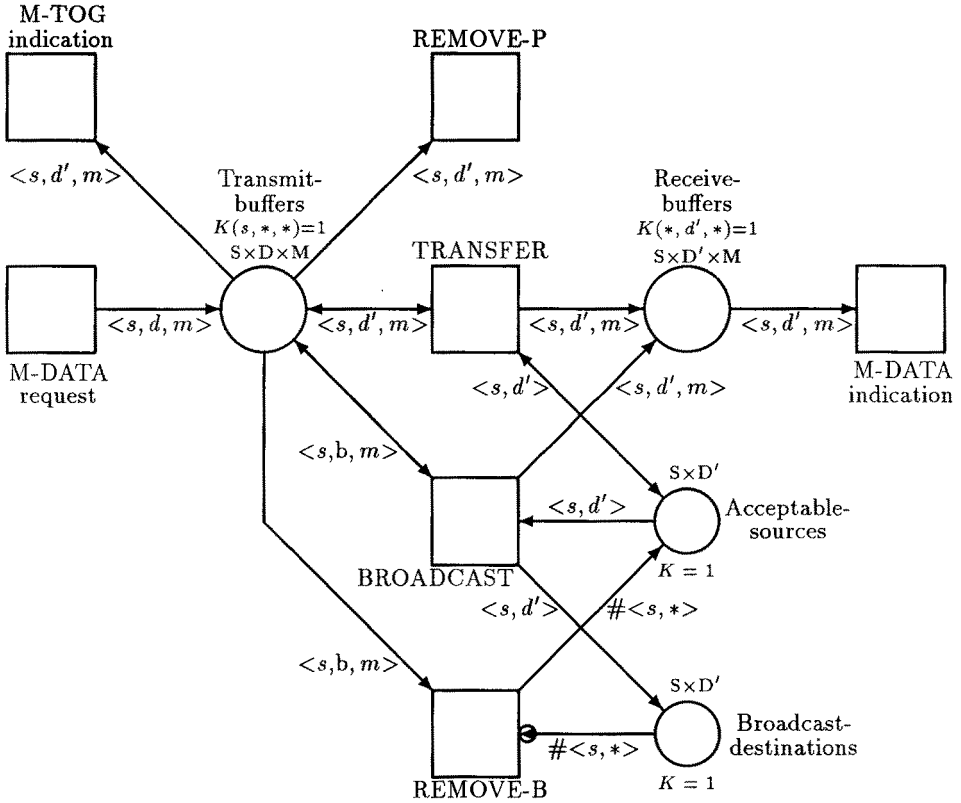 M-TOG
indication
REMOVE-P
<s, d′, m>
<s, d′, m>
Transmit-
buffers
K(s, *, *)=1
S×D×M
Receive-
buffers
K(*, d′, *)=1
S×D′×M
TRANSFER
<s, d, m>
<s, d′, m>
<s, d′, m>
<s, d′, m>
M-DATA
request
M-DATA
indication
<s, d′>
<s, d′, m>
<s,b, m>
S×D′
<s, d′>
Acceptable-
sources
K = 1
BROADCAST
<s, d′>
#<s, *>
<s,b, m>
S×D′
Broadcast-
destinations
#<s, *>
K = 1
REMOVE-B